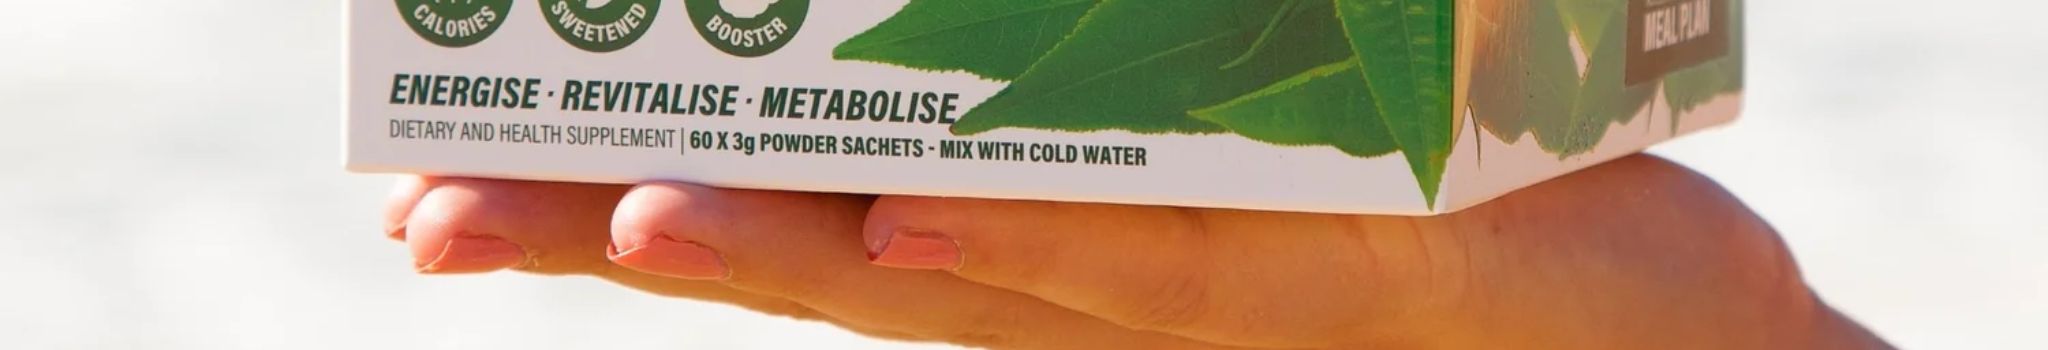 CALORIES
SWEETENED
BOOSTER
MEAL PLAN
ENERGISE · REVITALISE · METABOLISE
DIETARY AND HEALTH SUPPLEMENT | 60 X 3g POWDER SACHETS - MIX WITH COLD WATER